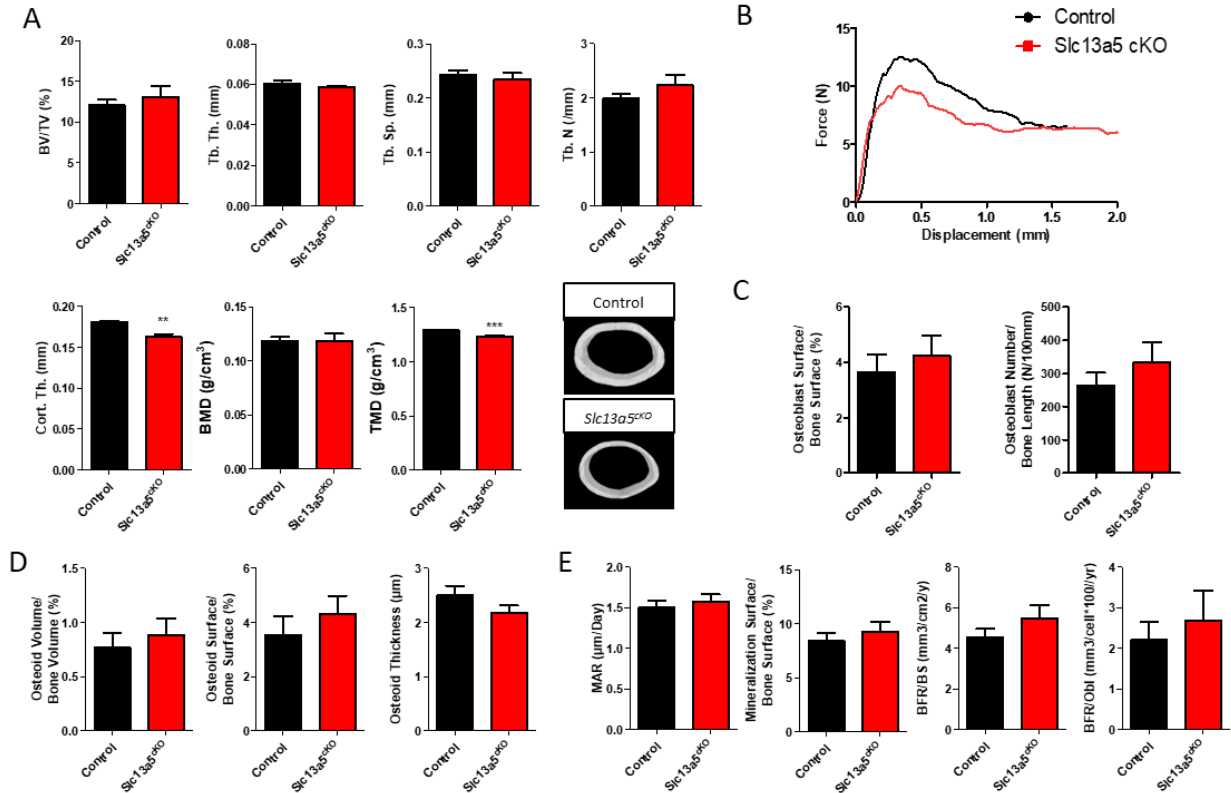 A
BV/TV (%)
20
15
10
5
0
Control
Slc13a5cKO
Tb. Th. (mm)
0.08
0.06
0.04
0.02
0.00
Control
Slc13a5cKO
Tb. Sp. (mm)
0.4
0.2
0.0
Control
Slc13a5cKO
Tb. N (/mm)
3
2
1
0
Control
Slc13a5cKO
B
Control
Slc13a5 cKO
Force (N)
15
10
5
0
0.0 0.5 1.0 1.5 2.0
Displacement (mm)
Cort. Th. (mm)
0.20
0.15
0.10
0.05
0.00
**
Control
Slc13a5cKO
BMD (g/cm3)
0.15
0.10
0.05
0.00
Control
Slc13a5cKO
TMD (g/cm3)
1.5
1.0
0.5
0.0
***
Control
Slc13a5cKO
Control
Slc13a5cKO
C
Osteoblast Surface/
Bone Surface (%)
6
4
2
0
Control
Slc13a5cKO
Osteoblast Number/
Bone Length (N/100mm)
500
400
300
200
100
0
Control
Slc13a5cKO
D
Osteoid Volume/
Bone Volume (%)
1.5
1.0
0.5
0.0
Control
Slc13a5cKO
Osteoid Surface/
Bone Surface (%)
6
4
2
0
Control
Slc13a5cKO
Osteoid Thickness (µm)
3
2
1
0
Control
Slc13a5cKO
E
MAR (µm/Day)
2.0
1.5
1.0
0.5
0.0
Control
Slc13a5cKO
Mineralization Surface/
Bone Surface (%)
15
10
5
0
Control
Slc13a5cKO
BFR/BS (mm3/cm2/y)
8
6
4
2
0
Control
Slc13a5cKO
BFR/Obl (mm3/cell*100//yr)
4
3
2
1
0
Control
Slc13a5cKO